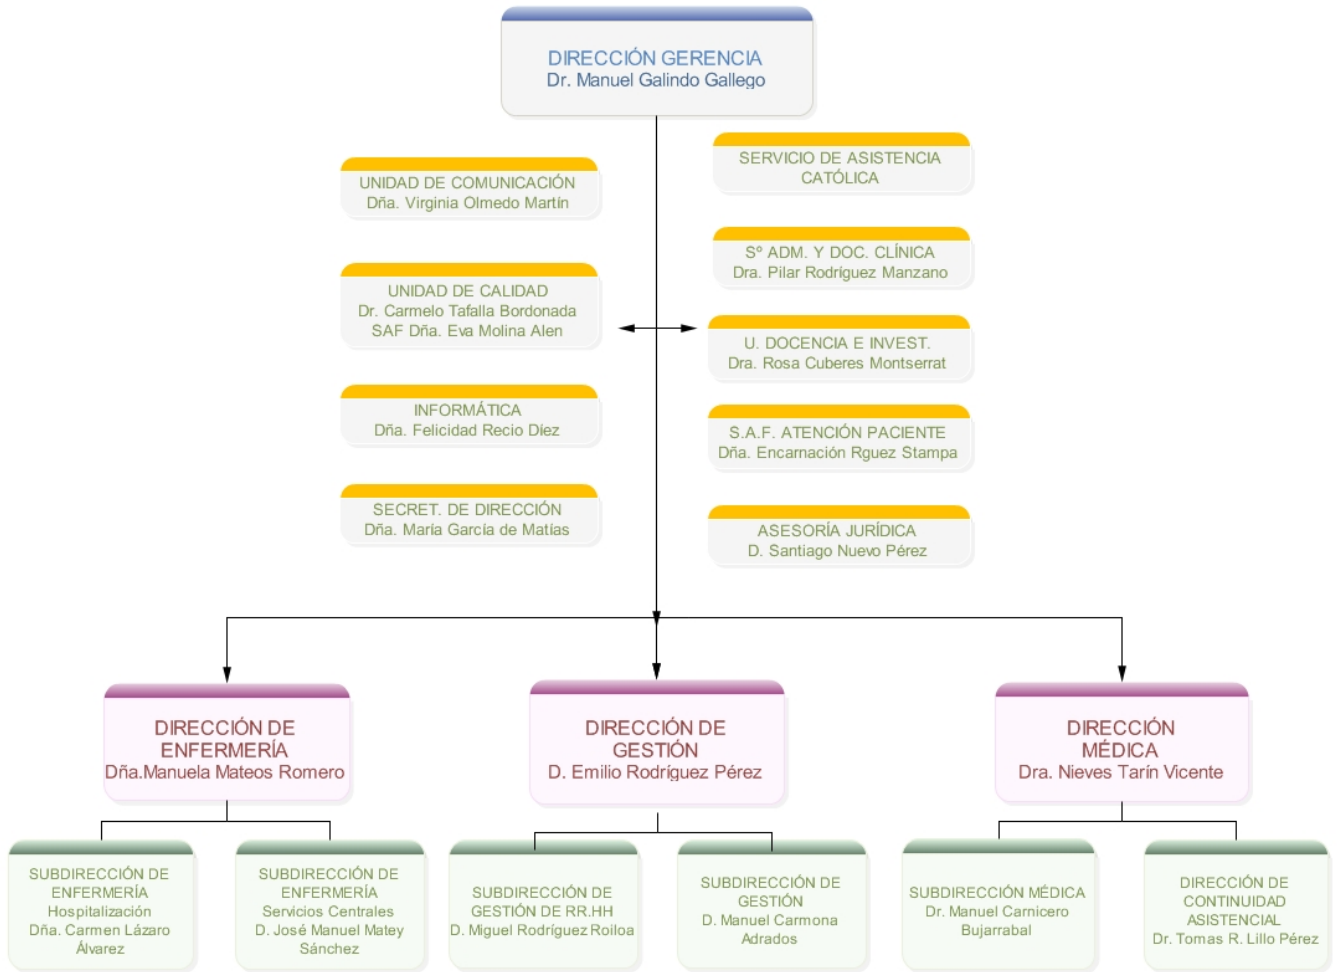 DIRECCIÓN GERENCIA
Dr. Manuel Galindo Gallego
UNIDAD DE COMUNICACIÓN
Dña. Virginia Olmedo Martín
SERVICIO DE ASISTENCIA
CATÓLICA
Sº ADM. Y DOC. CLÍNICA
Dra. Pilar Rodríguez Manzano
UNIDAD DE CALIDAD
Dr. Carmelo Tafalla Bordonada
SAF Dña. Eva Molina Alen
U. DOCENCIA E INVEST.
Dra. Rosa Cuberes Montserrat
INFORMÁTICA
Dña. Felicidad Recio Díez
S.A.F. ATENCIÓN PACIENTE
Dña. Encarnación Rguez Stampa
SECRET. DE DIRECCIÓN
Dña. María García de Matías
ASESORÍA JURÍDICA
D. Santiago Nuevo Pérez
DIRECCIÓN DE
ENFERMERÍA
Dña.Manuela Mateos Romero
DIRECCIÓN DE
GESTIÓN
D. Emilio Rodríguez Pérez
DIRECCIÓN
MÉDICA
Dra. Nieves Tarín Vicente
SUBDIRECCIÓN DE
ENFERMERÍA
Hospitalización
Dña. Carmen Lázaro
Álvarez
SUBDIRECCIÓN DE
ENFERMERÍA
Servicios Centrales
D. José Manuel Matey
Sánchez
SUBDIRECCIÓN DE
GESTIÓN DE RR.HH
D. Miguel Rodríguez Roiloa
SUBDIRECCIÓN DE
GESTIÓN
D. Manuel Carmona
Adrados
SUBDIRECCIÓN MÉDICA
Dr. Manuel Carnicero
Bujarrabal
DIRECCIÓN DE
CONTINUIDAD
ASISTENCIAL
Dr. Tomas R. Lillo Pérez